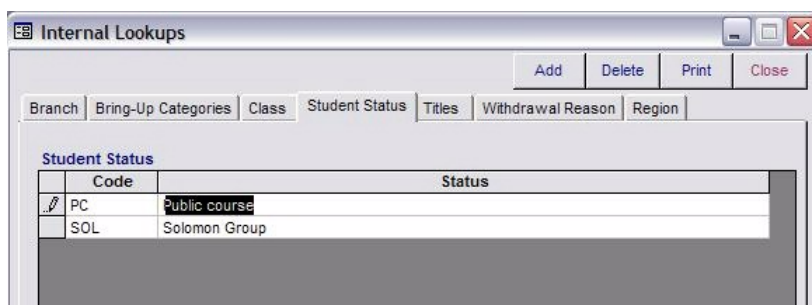 Internal Lookups
Add Delete Print Close
Branch Bring-Up Categories Class Student Status Titles Withdrawal Reason Region
Student Status
Code Status
PC Public course
SOL Solomon Group